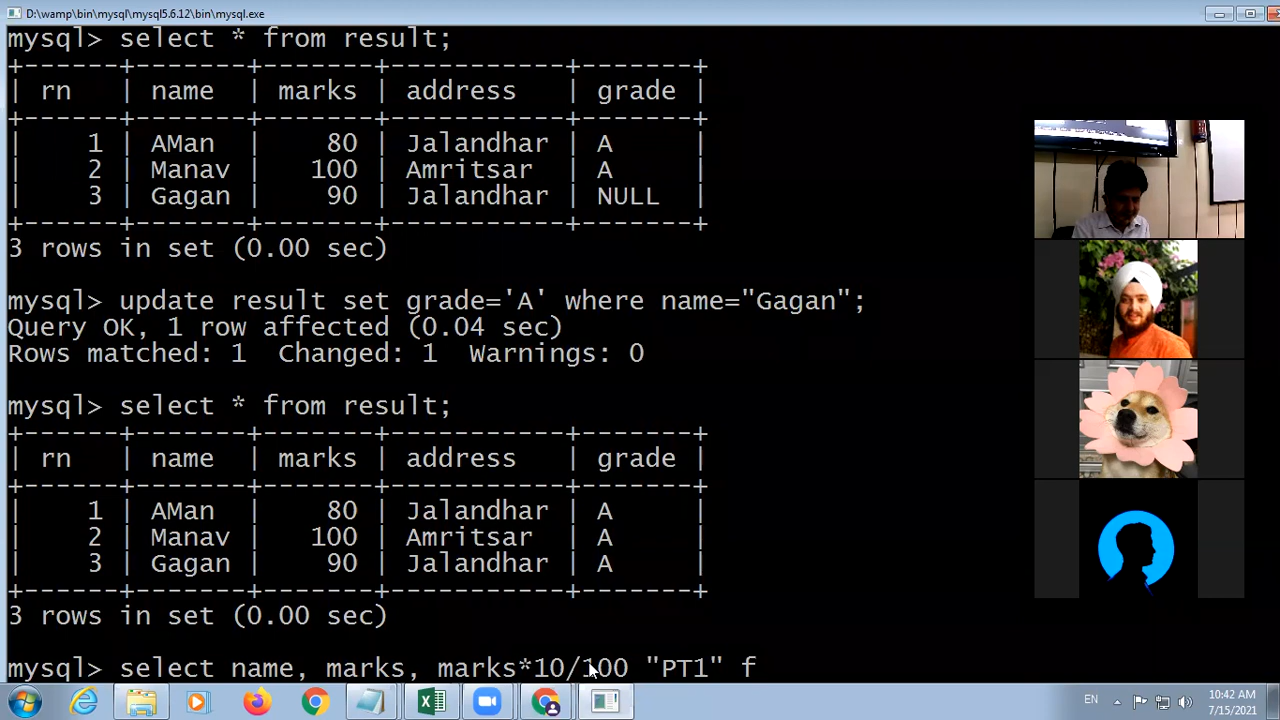 D:\wamp\bin\mysql\mysql5.6.12\bin\mysql.exe
mysql> select * from result;
+------+-------+-------+-----------+-------+
| rn   | name  | marks | address   | grade |
+------+-------+-------+-----------+-------+
|    1 | AMan  |    80 | Jalandhar | A     |
|    2 | Manav |   100 | Amritsar  | A     |
|    3 | Gagan |    90 | Jalandhar | NULL  |
+------+-------+-------+-----------+-------+
3 rows in set (0.00 sec)
mysql> update result set grade='A' where name="Gagan";
Query OK, 1 row affected (0.04 sec)
Rows matched: 1  Changed: 1  Warnings: 0
mysql> select * from result;
+------+-------+-------+-----------+-------+
| rn   | name  | marks | address   | grade |
+------+-------+-------+-----------+-------+
|    1 | AMan  |    80 | Jalandhar | A     |
|    2 | Manav |   100 | Amritsar  | A     |
|    3 | Gagan |    90 | Jalandhar | A     |
+------+-------+-------+-----------+-------+
3 rows in set (0.00 sec)
mysql> select name, marks, marks*10/100 "PT1" f
EN
10:42 AM
7/15/2021